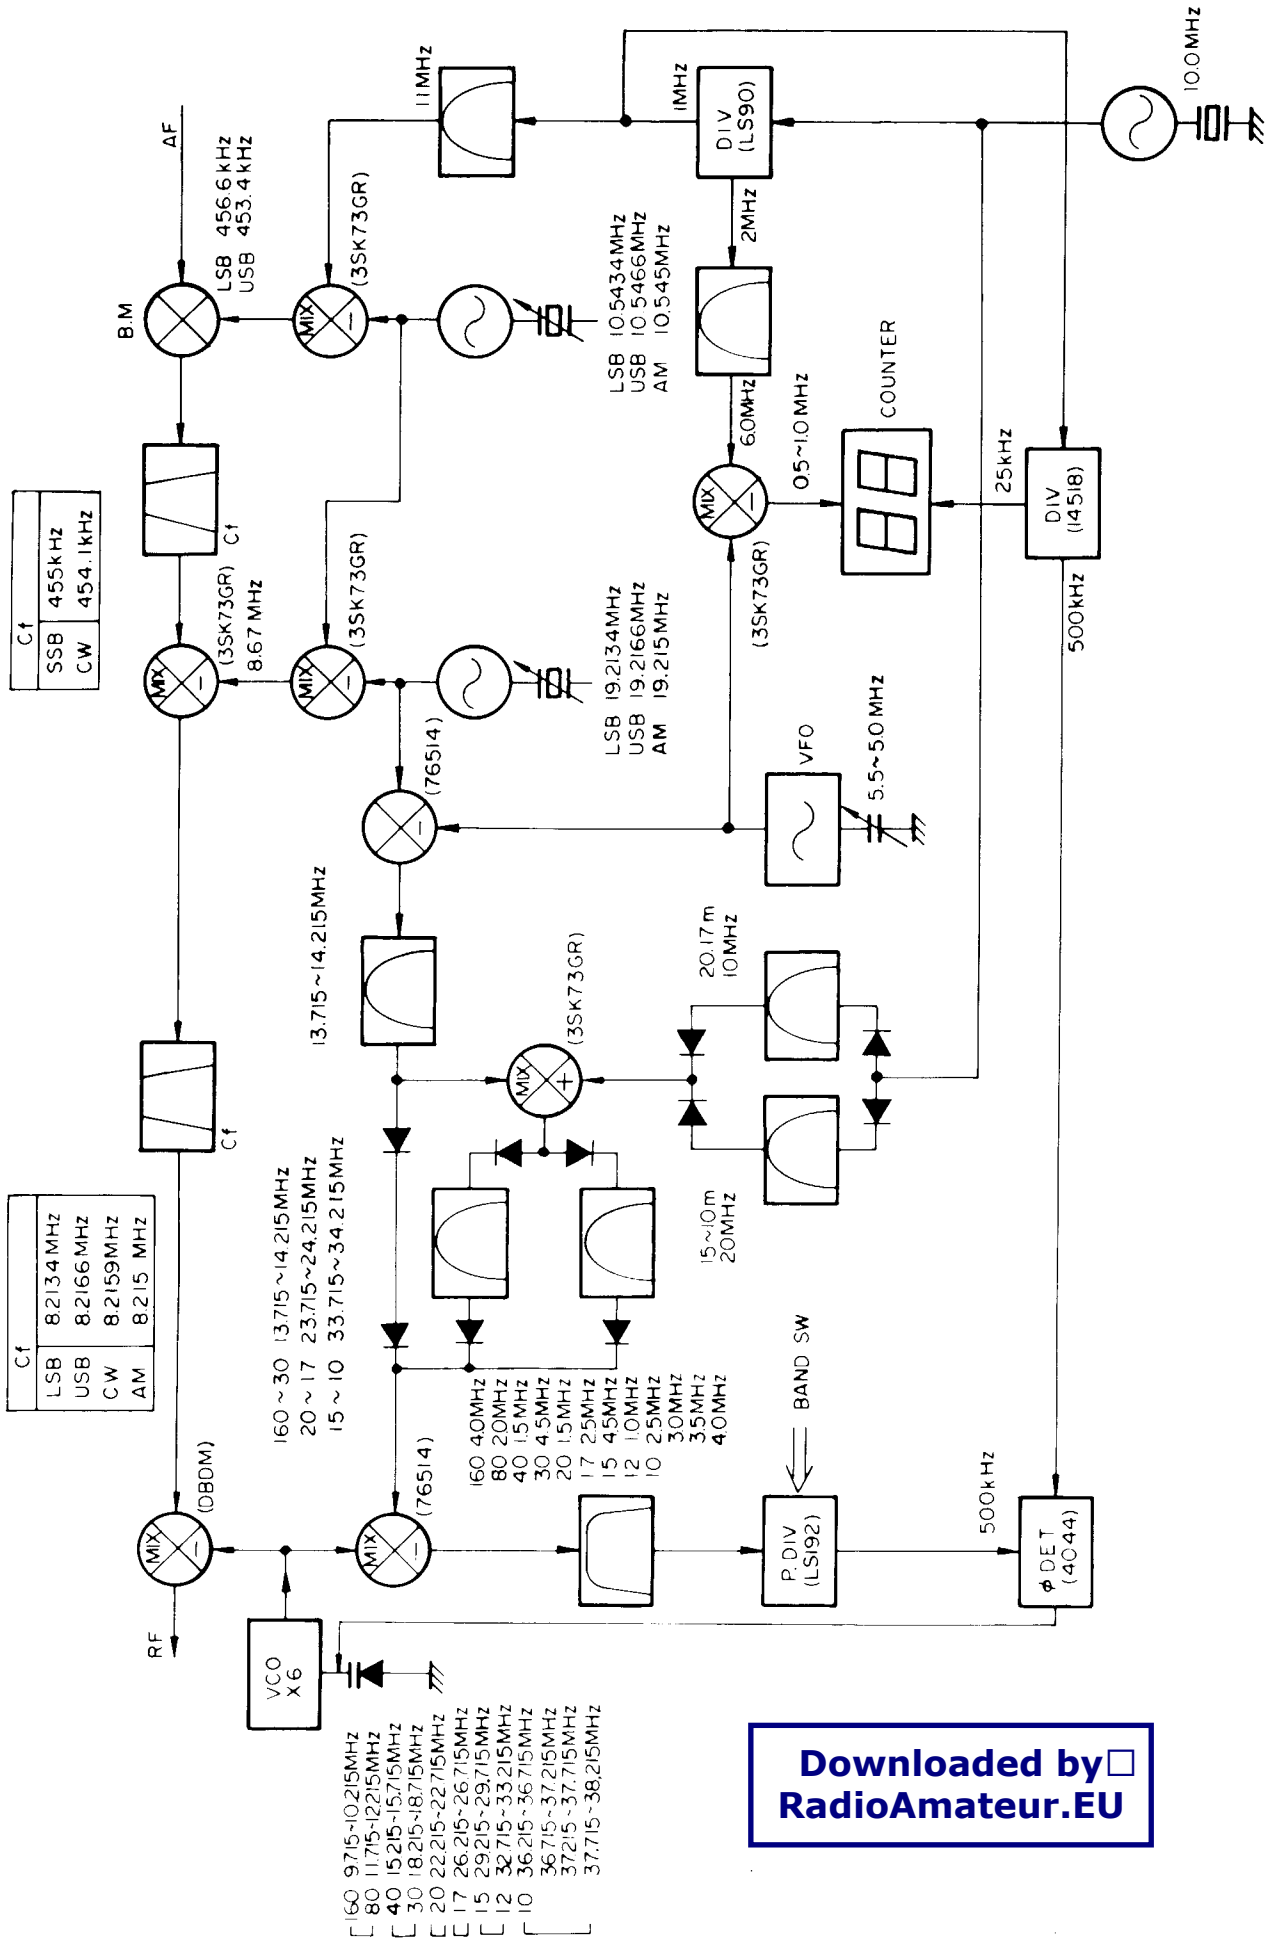 Cf
SSB 455kHz
CW 454.1kHz
Cf
LSB 8.2134MHz
USB 8.2166MHz
CW 8.2159MHz
AM 8.215 MHz
RF
MIX
−
(DBDM)
Cf
MIX
−
(3SK73GR)
8.67MHz
Cf
B.M
AF
LSB 456.6kHz
USB 453.4kHz
VCO
X6
160 9.715~10.215MHz
80 11.715~12.215MHz
40 15.215~15.715MHz
30 18.215~18.715MHz
20 22.215~22.715MHz
17 26.215~26.715MHz
15 29.215~29.715MHz
12 32.715~33.215MHz
10 36.215~36.715MHz
36.715~37.215MHz
37.215~37.715MHz
37.715~38.215MHz
MIX
−
(76514)
160~30 13.715~14.215MHz
20~17 23.715~24.215MHz
15~10 33.715~34.215MHz
13.715~14.215MHz
−
(76514)
MIX
−
(3SK73GR)
MIX
−
(3SK73GR)
11MHz
LSB 19.2134MHz
USB 19.2166MHz
AM 19.215MHz
LSB 10.5434MHz
USB 10.5466MHz
AM 10.545MHz
160 4.0MHz
80 2.0MHz
40 1.5MHz
30 4.5MHz
20 1.5MHz
17 2.5MHz
15 4.5MHz
12 1.0MHz
10 2.5MHz
3.0MHz
3.5MHz
4.0MHz
MIX
+
(3SK73GR)
15~10m
20MHz
20.17m
10MHz
VFO
5.5~5.0MHz
MIX
−
(3SK73GR)
6.0MHz
2MHz
DIV
(LS90)
1MHz
0.5~1.0MHz
COUNTER
25kHz
DIV
(14518)
500kHz
10.0MHz
P.DIV
(LS192)
BAND SW
500kHz
φDET
(4044)
Downloaded by□
RadioAmateur.EU